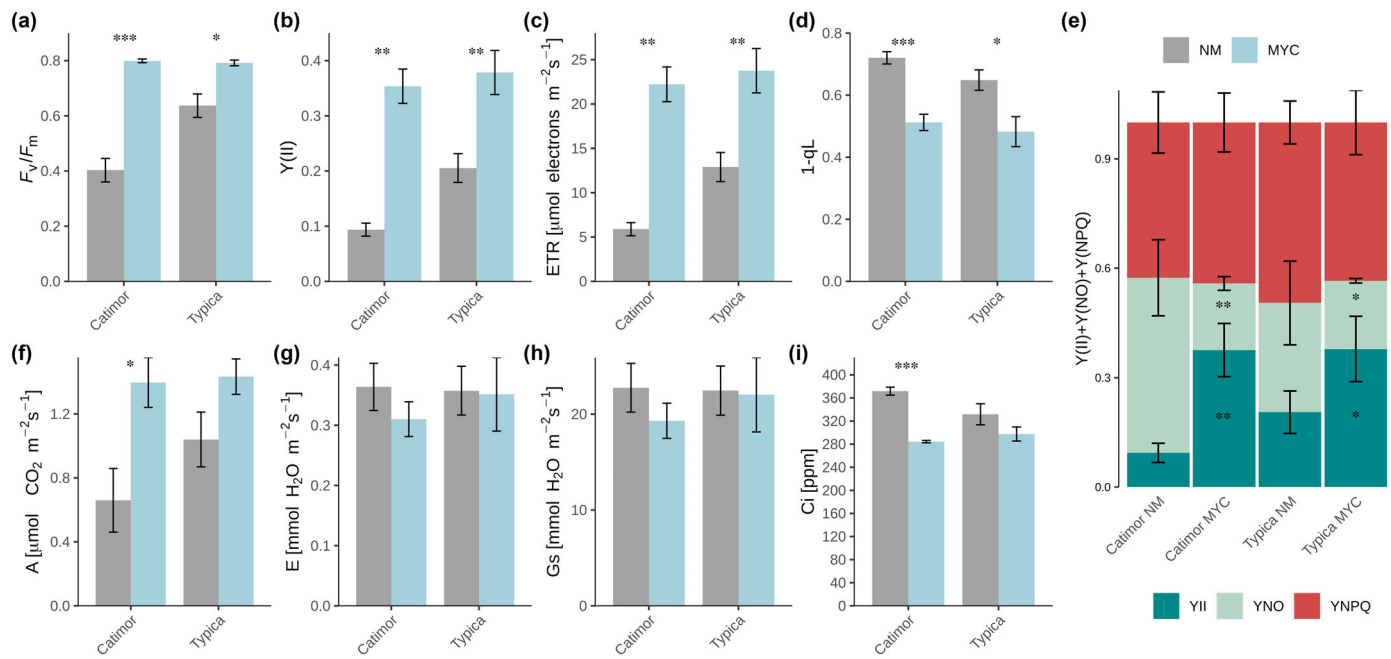 (a)
***
*
0.8
0.6
0.4
0.2
0.0
Fv/Fm
Catimor
Typica
(b)
**
**
0.4
0.3
0.2
0.1
0.0
Y(II)
Catimor
Typica
(c)
**
**
25
20
15
10
5
0
ETR [μmol electrons m−2s−1]
Catimor
Typica
(d)
***
*
0.8
0.6
0.4
0.2
0.0
1-qL
Catimor
Typica
(e)
NM MYC
0.9
0.6
0.3
0.0
Y(II)+Y(NO)+Y(NPQ)
**
*
**
*
Catimor NM
Catimor MYC
Typica NM
Typica MYC
YII YNO YNPQ
(f)
*
1.2
0.8
0.4
0.0
A [μmol CO2 m−2s−1]
Catimor
Typica
(g)
0.4
0.3
0.2
0.1
0.0
E [mmol H2O m−2s−1]
Catimor
Typica
(h)
20
10
0
Gs [mmol H2O m−2s−1]
Catimor
Typica
(i)
***
400
360
320
280
240
200
160
120
80
40
0
Ci [ppm]
Catimor
Typica